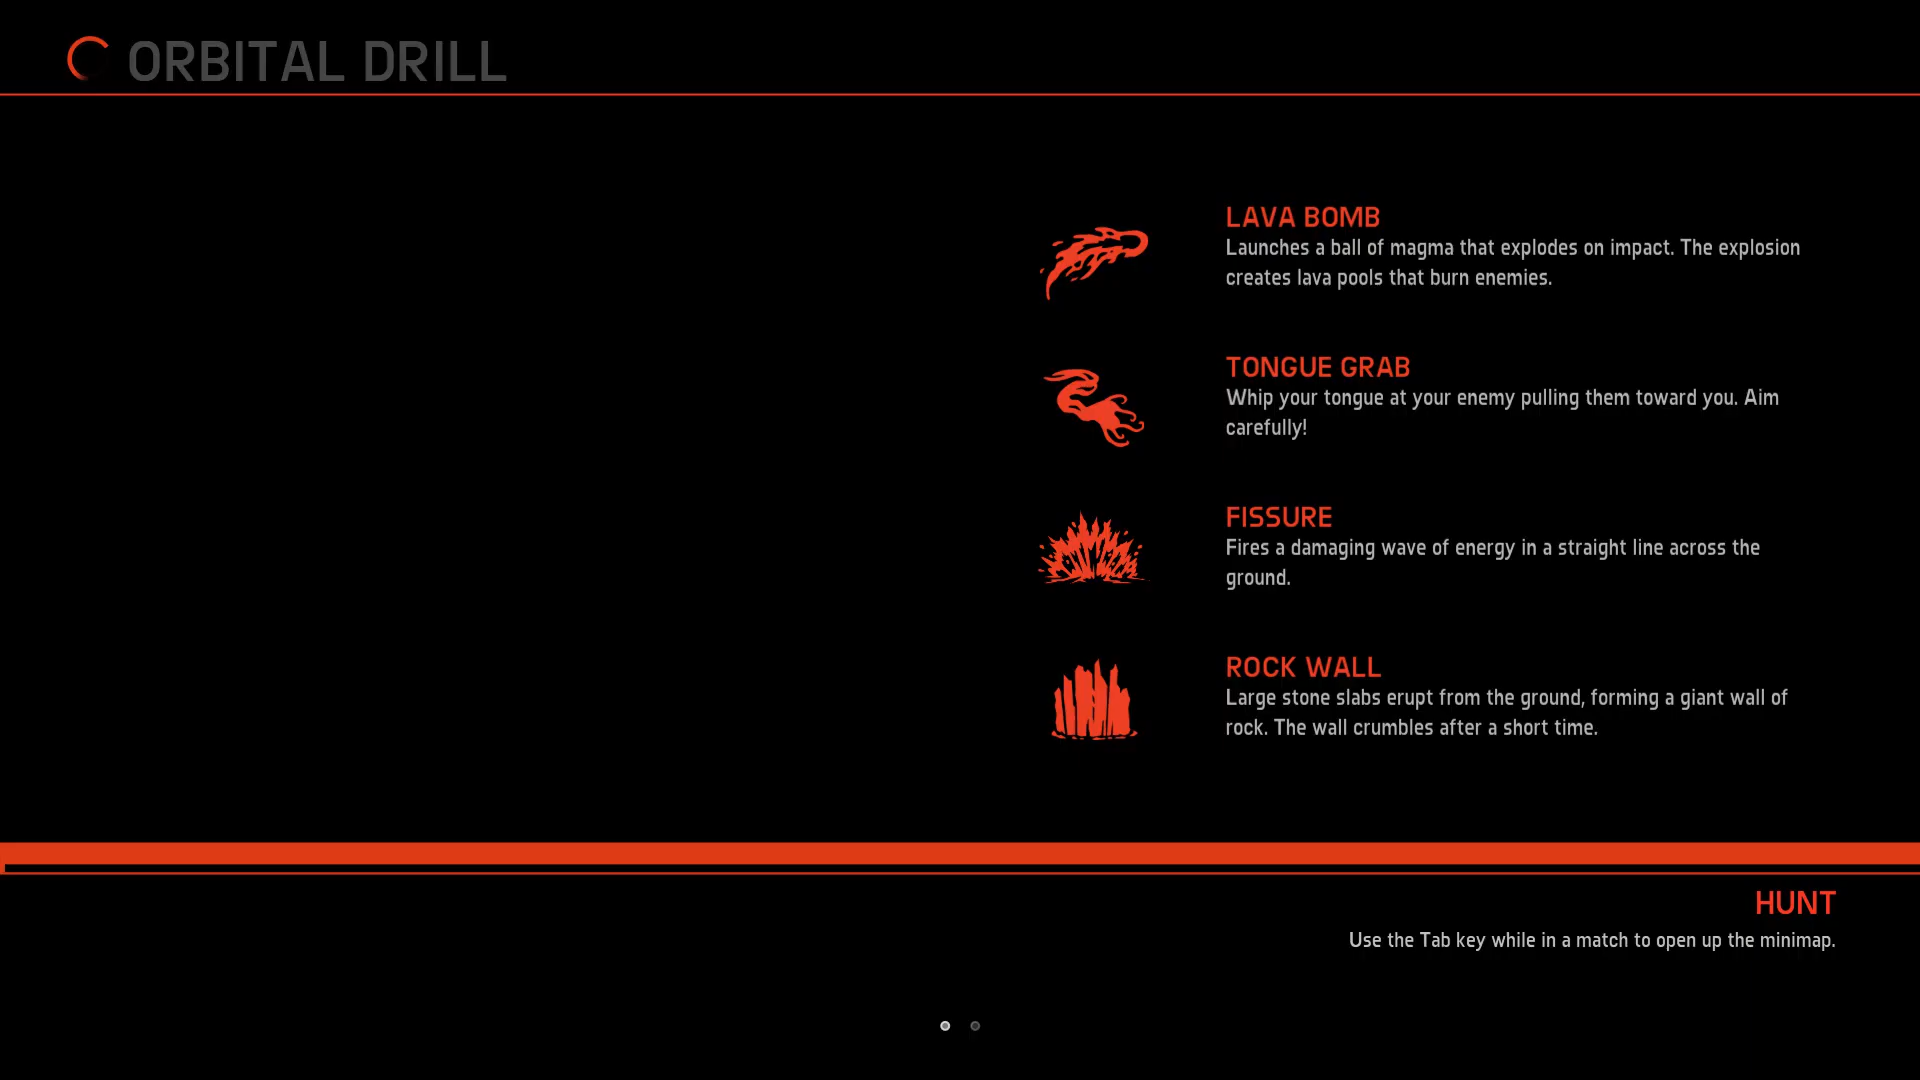 ORBITAL DRILL
LAVA BOMB
Launches a ball of magma that explodes on impact. The explosion
creates lava pools that burn enemies.
TONGUE GRAB
Whip your tongue at your enemy pulling them toward you. Aim
carefully!
FISSURE
Fires a damaging wave of energy in a straight line across the
ground.
ROCK WALL
Large stone slabs erupt from the ground, forming a giant wall of
rock. The wall crumbles after a short time.
HUNT
Use the Tab key while in a match to open up the minimap.